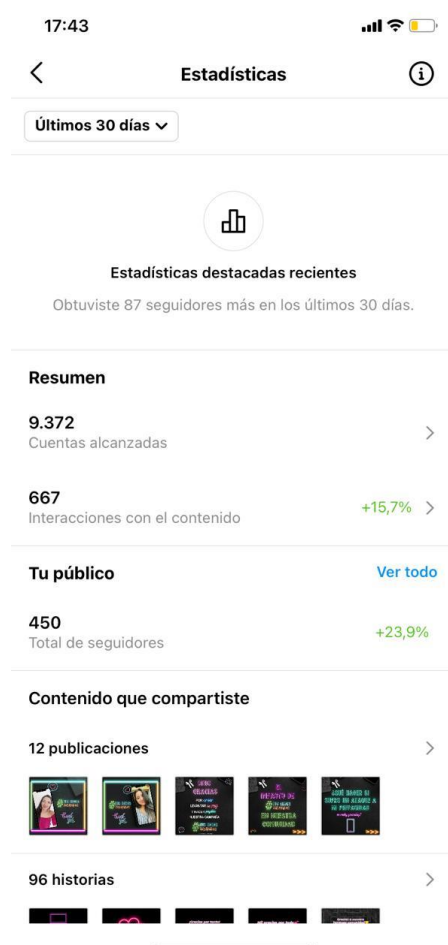 17:43
Estadísticas
Últimos 30 días
Estadísticas destacadas recientes
Obtuviste 87 seguidores más en los últimos 30 días.
Resumen
9.372
Cuentas alcanzadas
667
Interacciones con el contenido
+15,7%
Tu público
Ver todo
450
Total de seguidores
+23,9%
Contenido que compartiste
12 publicaciones
GRACIAS
96 historias